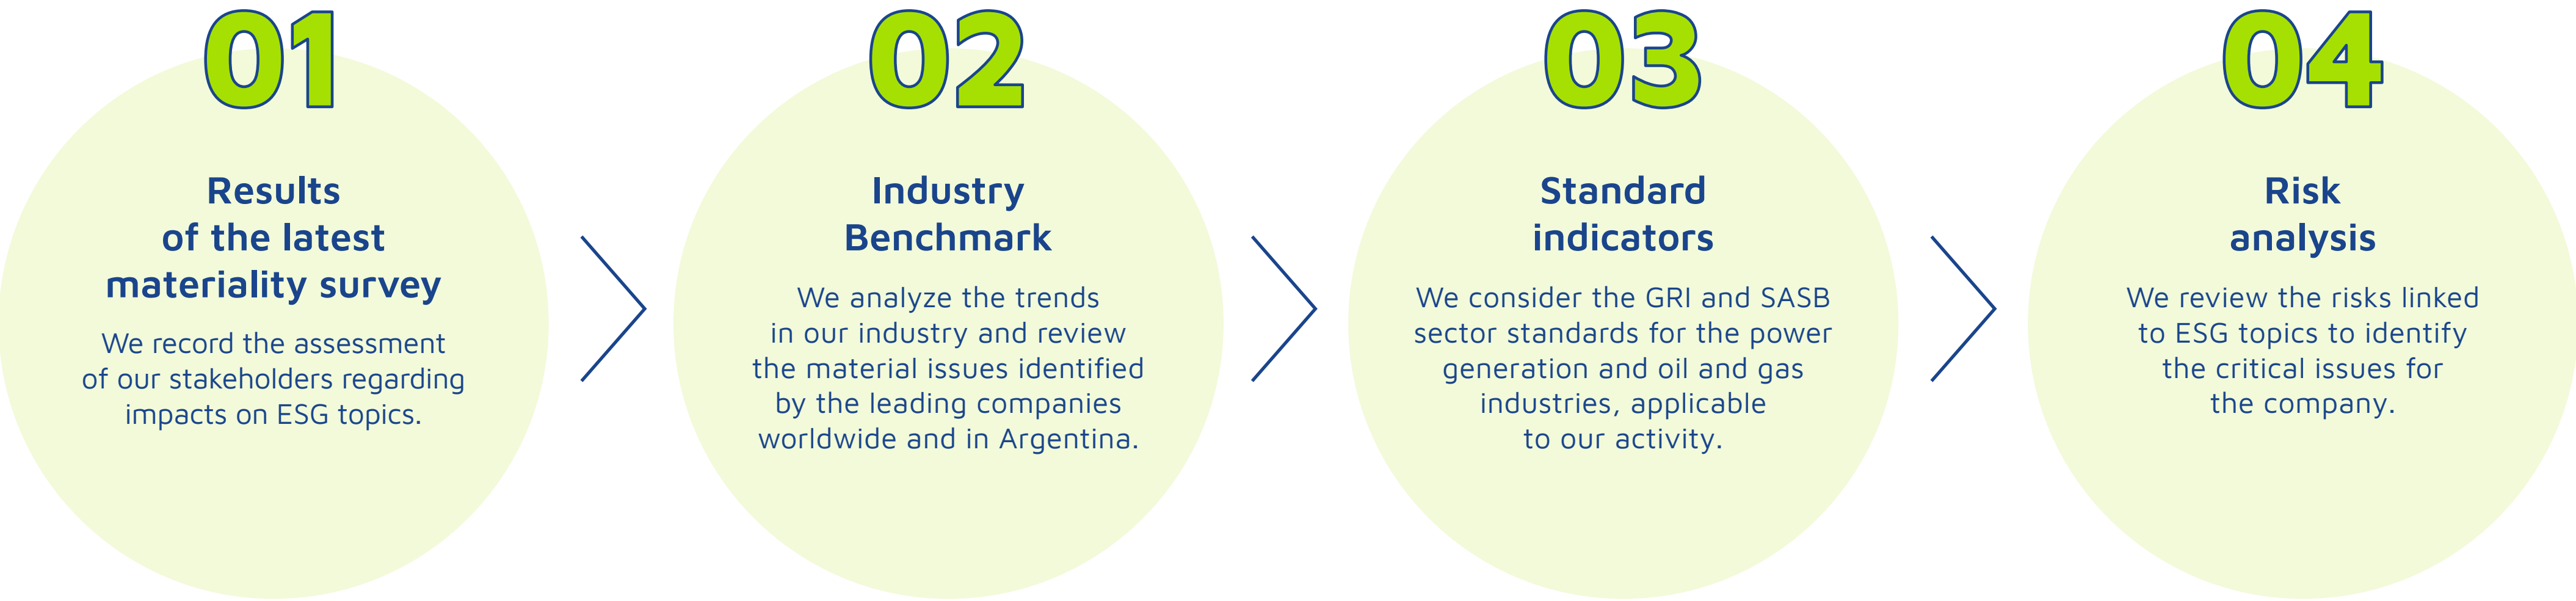 01
Results
of the latest
materiality survey
We record the assessment
of our stakeholders regarding
impacts on ESG topics.
02
Industry
Benchmark
We analyze the trends
in our industry and review
the material issues identified
by the leading companies
worldwide and in Argentina.
03
Standard
indicators
We consider the GRI and SASB
sector standards for the power
generation and oil and gas
industries, applicable
to our activity.
04
Risk
analysis
We review the risks linked
to ESG topics to identify
the critical issues for
the company.